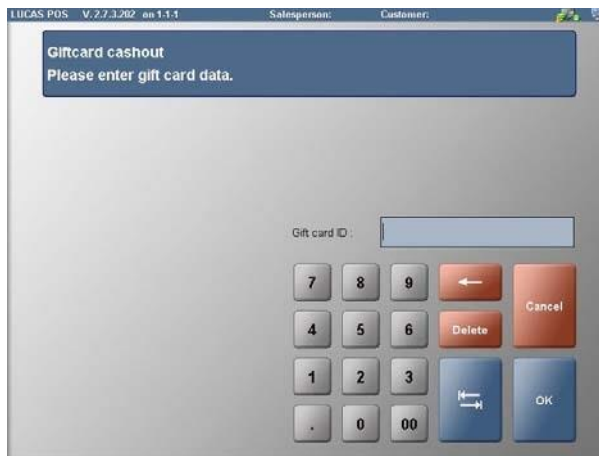 LUCAS POS V. 2.7.3.202 on 1-1-1 Salesperson: Customer:
Giftcard cashout
Please enter gift card data.
Gift card ID :
7 8 9
Cancel
4 5 6 Delete
1 2 3
OK
. 0 00